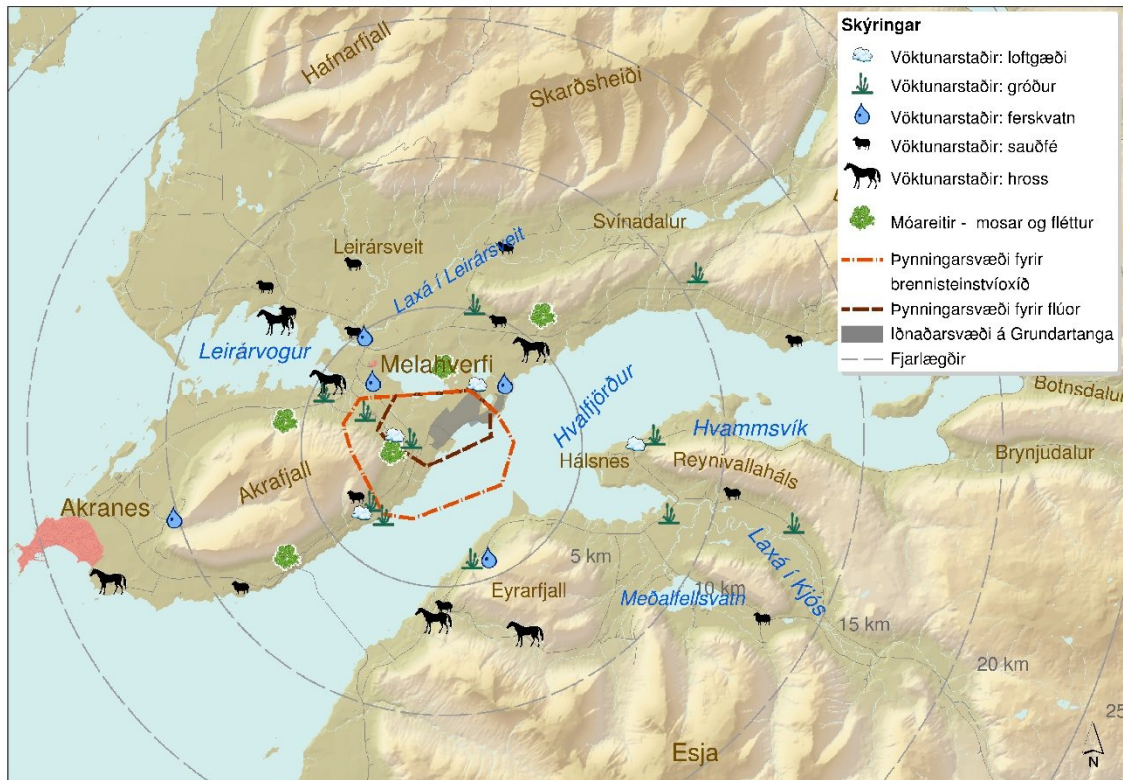 Skýringar
Vöktunarstaðir: loftgæði
Vöktunarstaðir: gróður
Vöktunarstaðir: ferskvatn
Vöktunarstaðir: sauðfé
Vöktunarstaðir: hross
Móareitir - mosar og fléttur
Þynningarsvæði fyrir
brennisteinstvíoxíð
Þynningarsvæði fyrir flúor
Iðnaðarsvæði á Grundartanga
Fjarlægðir
Hafnarfjall
Skarðsheiði
Svínadalur
Leirársveit
Laxá í Leirársveit
Leirárvogur
Melahverfi
Hvalfjörður
Botnsdalur
Hvammsvík
Hálsnes
Reynivallaháls
Brynjudalur
Akrafjall
Akranes
5 km
Eyrarfjall
Meðalfellsvatn
10 km
Laxá í Kjós
15 km
20 km
25
Esja
N